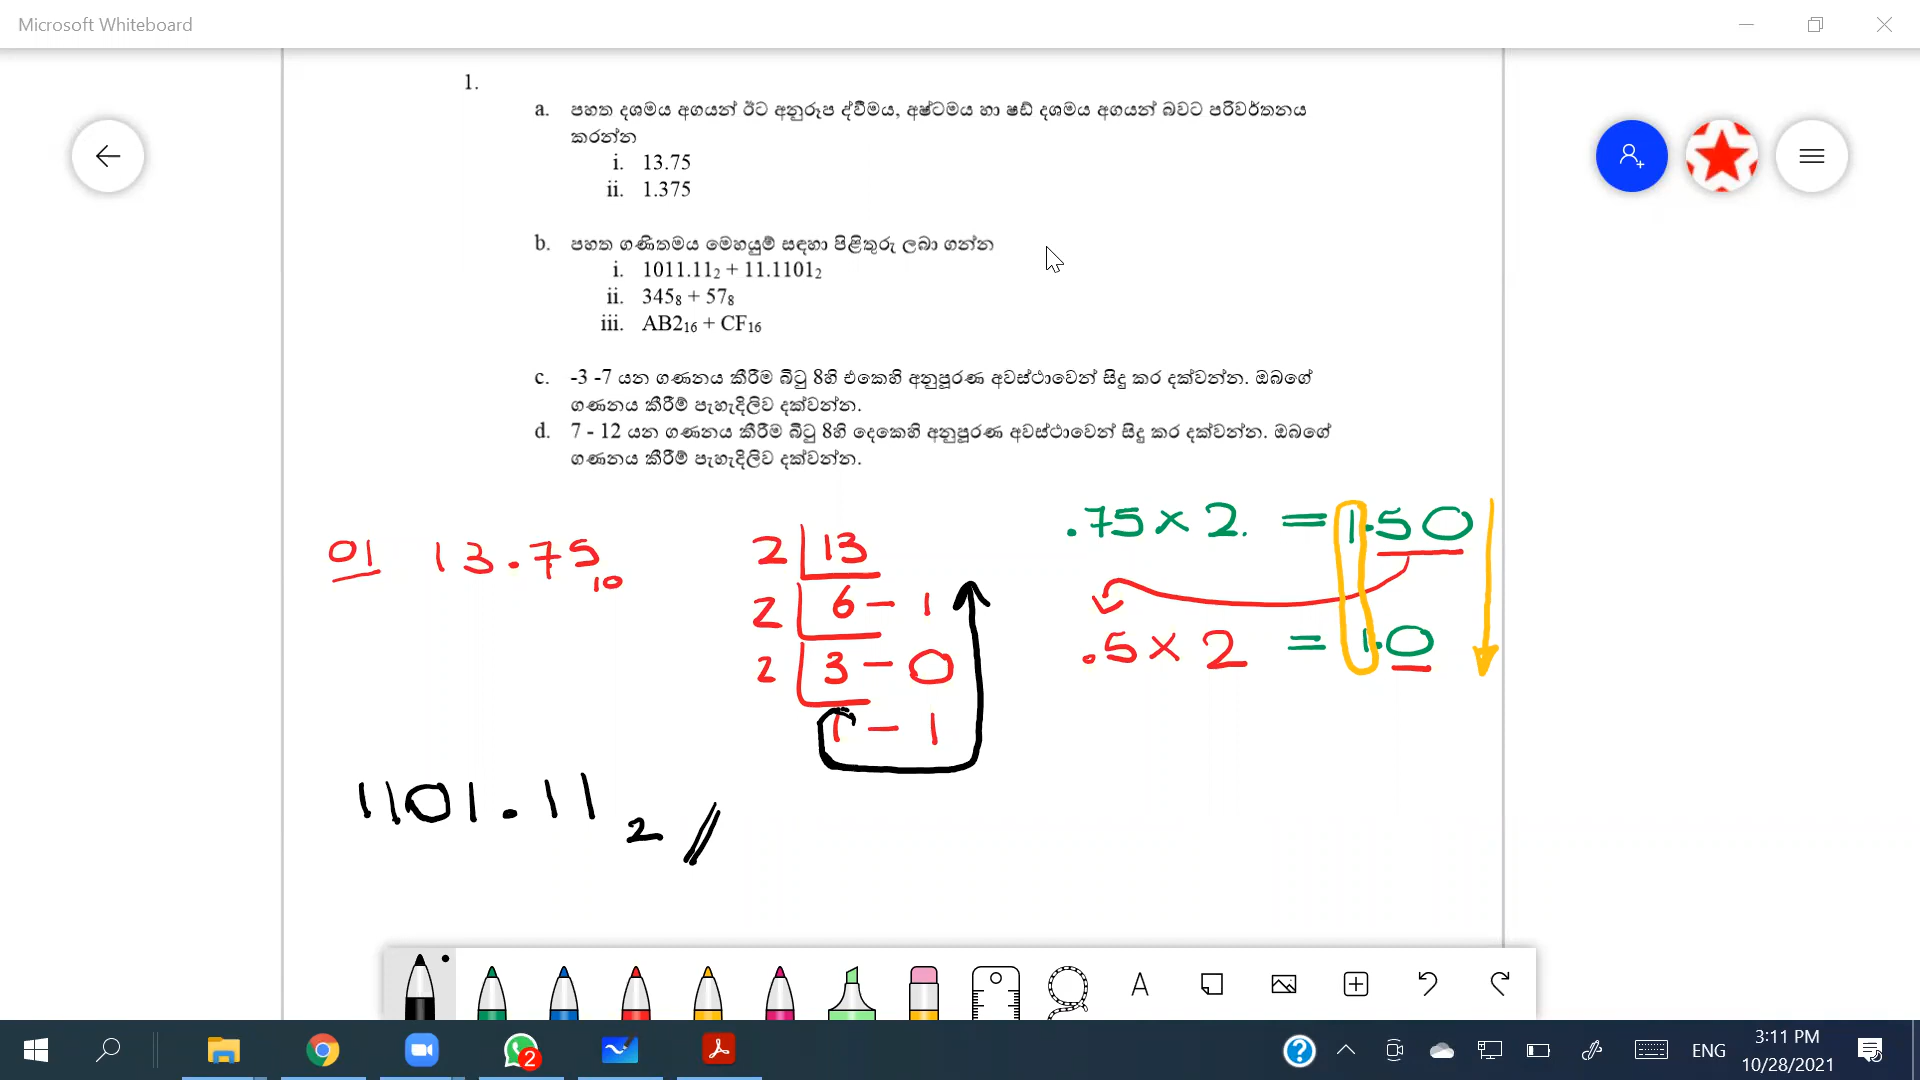 Microsoft Whiteboard
1.
a. පහත දශමය අගයන් ඊට අනුරූප ද්වීමය, අෂ්ටමය හා ෂඩ් දශමය අගයන් බවට පරිවර්තනය
කරන්න
i. 13.75
ii. 1.375
b. පහත ගණිතමය මෙහයුම් සඳහා පිළිතුරු ලබා ගන්න
i. 1011.11₂ + 11.1101₂
ii. 345₈ + 57₈
iii. AB2₁₆ + CF₁₆
c. -3 -7 යන ගණනය කිරීම බිටු 8හි එකෙහි අනුපූරණ අවස්ථාවෙන් සිදු කර දක්වන්න. ඔබගේ
ගණනය කිරීම් පැහැදිලිව දක්වන්න.
d. 7 - 12 යන ගණනය කිරීම බිටු 8හි දෙකෙහි අනුපූරණ අවස්ථාවෙන් සිදු කර දක්වන්න. ඔබගේ
ගණනය කිරීම් පැහැදිලිව දක්වන්න.
01 13.75₁₀
2 13
2 6 – 1
2 3 – 0
1 – 1
.75 × 2. = 1.50
.5 × 2 = 1.0
1101.11₂ //
A
2
ENG
3:11 PM
10/28/2021